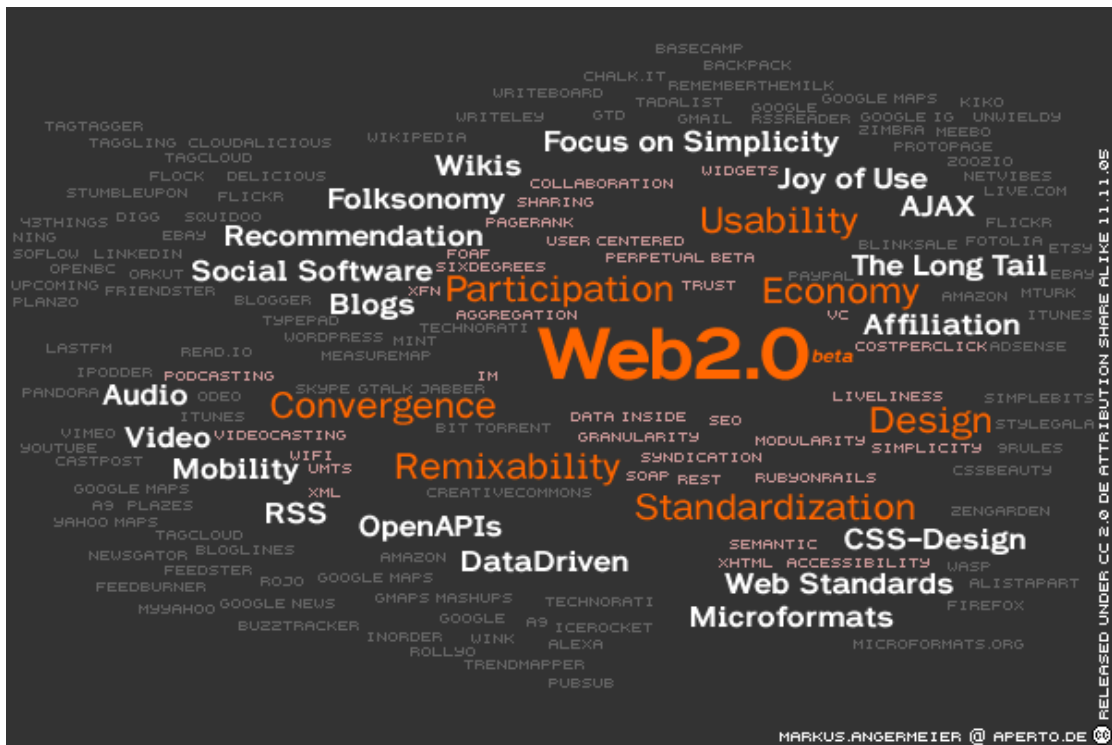 BASECAMP
BACKPACK
CHALK.IT REMEMBERTHEMILK
WRITEBOARD TADALIST GOOGLE GOOGLE MAPS KIKO
WRITELEY GTD GMAIL RSSREADER GOOGLE IG UNWIELDY
TAGTAGGER WIKIPEDIA Focus on Simplicity ZIMBRA MEEBO
TAGGLING CLOUDALICIOUS PROTOPAGE
TAGCLOUD Wikis WIDGETS ZOOZIO
FLOCK DELICIOUS COLLABORATION Joy of Use NETVIBES
STUMBLEUPON FLICKR Folksonomy SHARING AJAX LIVE.COM
43THINGS DIGG SQUIDOO PAGERANK Usability FLICKR
NING EBAY Recommendation USER CENTERED BLINKSALE FOTOLIA ETSY
SOFLOW LINKEDIN FOAF PERPETUAL BETA
OPENBC ORKUT Social Software SIXDEGREES PAYPAL The Long Tail EBAY
UPCOMING FRIENDSTER XFN Participation TRUST Economy AMAZON MTURK
PLANZO BLOGGER Blogs AGGREGATION VC ITUNES
TYPEPAD TECHNORATI Affiliation
WORDPRESS MINT
LASTFM READ.IO MEASUREMAP Web2.0 beta COSTPERCLICK ADSENSE
IPODDER PODCASTING IM
PANDORA Audio ODEO SKYPE GTALK JABBER LIVELINESS SIMPLEBITS
ITUNES Convergence DATA INSIDE SEO Design STYLEGALA
VIMEO Video VIDEOCASTING BIT TORRENT GRANULARITY MODULARITY
YOUTUBE WIFI SYNDICATION SIMPLICITY 9RULES
CASTPOST Mobility UMTS Remixability SOAP REST RUBYONRAILS CSSBEAUTY
GOOGLE MAPS XML CREATIVECOMMONS
A9 PLAZES RSS Standardization ZENGARDEN
YAHOO MAPS OpenAPIs
TAGCLOUD SEMANTIC CSS-Design
NEWSGATOR BLOGLINES AMAZON DataDriven XHTML ACCESSIBILITY WASP
FEEDSTER ROJO GOOGLE MAPS Web Standards ALISTAPART
FEEDBURNER
MYYAHOO GOOGLE NEWS GMAPS MASHUPS TECHNORATI FIREFOX
BUZZTRACKER GOOGLE A9 ICEROCKET Microformats
INORDER WINK ALEXA MICROFORMATS.ORG
ROLLYO
TRENDMAPPER
PUBSUB
MARKUS.ANGERMEIER @ APERTO.DE cc RELEASED UNDER CC 2.0 DE ATTRIBUTION SHARE ALIKE 11.11.05